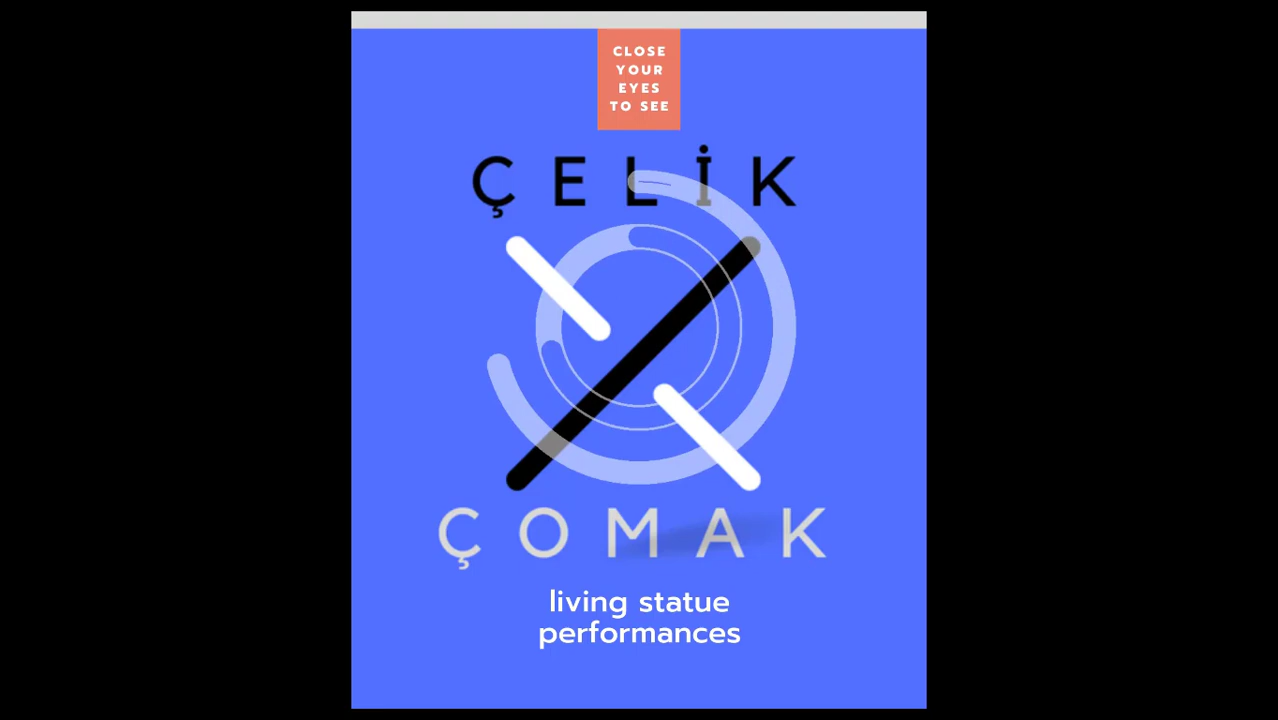 CLOSE
YOUR
EYES
TO SEE
ÇELİK
ÇOMAK
living statue
performances